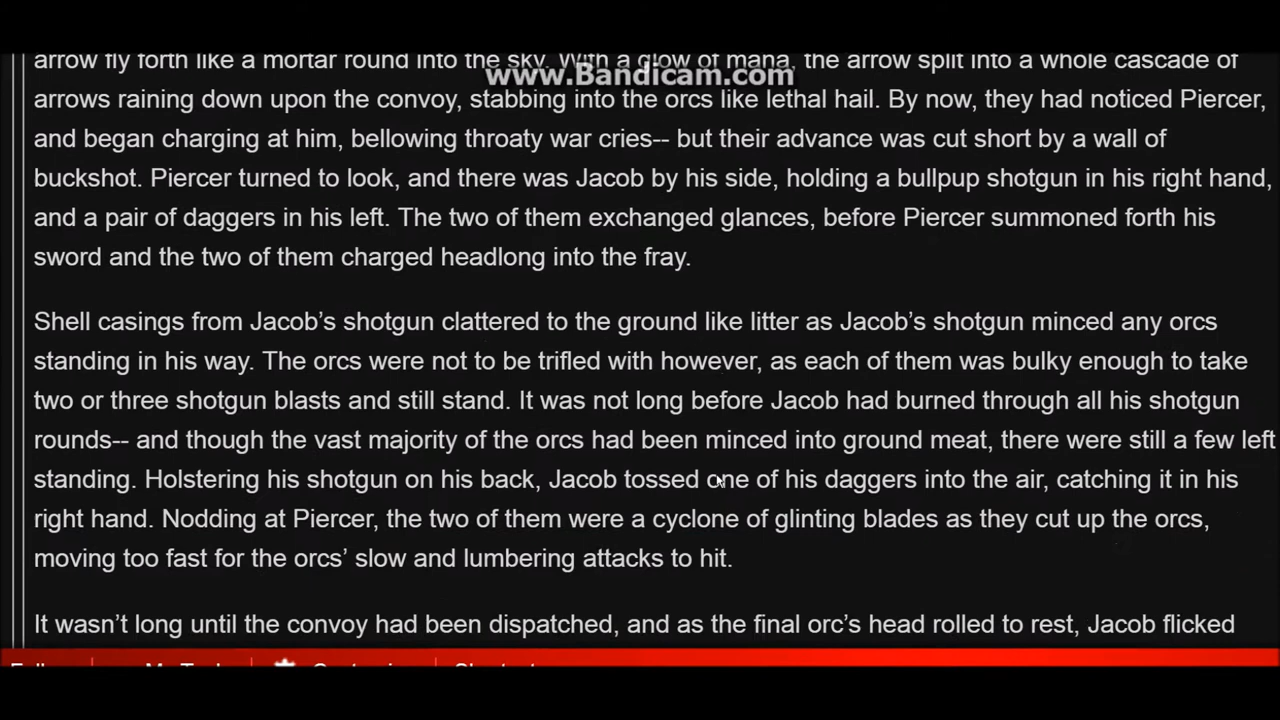 arrow fly forth like a mortar round into the sky. With a glow of mana, the arrow split into a whole cascade of
www.Bandicam.com
arrows raining down upon the convoy, stabbing into the orcs like lethal hail. By now, they had noticed Piercer,
and began charging at him, bellowing throaty war cries-- but their advance was cut short by a wall of
buckshot. Piercer turned to look, and there was Jacob by his side, holding a bullpup shotgun in his right hand,
and a pair of daggers in his left. The two of them exchanged glances, before Piercer summoned forth his
sword and the two of them charged headlong into the fray.
Shell casings from Jacob’s shotgun clattered to the ground like litter as Jacob’s shotgun minced any orcs
standing in his way. The orcs were not to be trifled with however, as each of them was bulky enough to take
two or three shotgun blasts and still stand. It was not long before Jacob had burned through all his shotgun
rounds-- and though the vast majority of the orcs had been minced into ground meat, there were still a few left
standing. Holstering his shotgun on his back, Jacob tossed one of his daggers into the air, catching it in his
right hand. Nodding at Piercer, the two of them were a cyclone of glinting blades as they cut up the orcs,
moving too fast for the orcs’ slow and lumbering attacks to hit.
It wasn’t long until the convoy had been dispatched, and as the final orc’s head rolled to rest, Jacob flicked